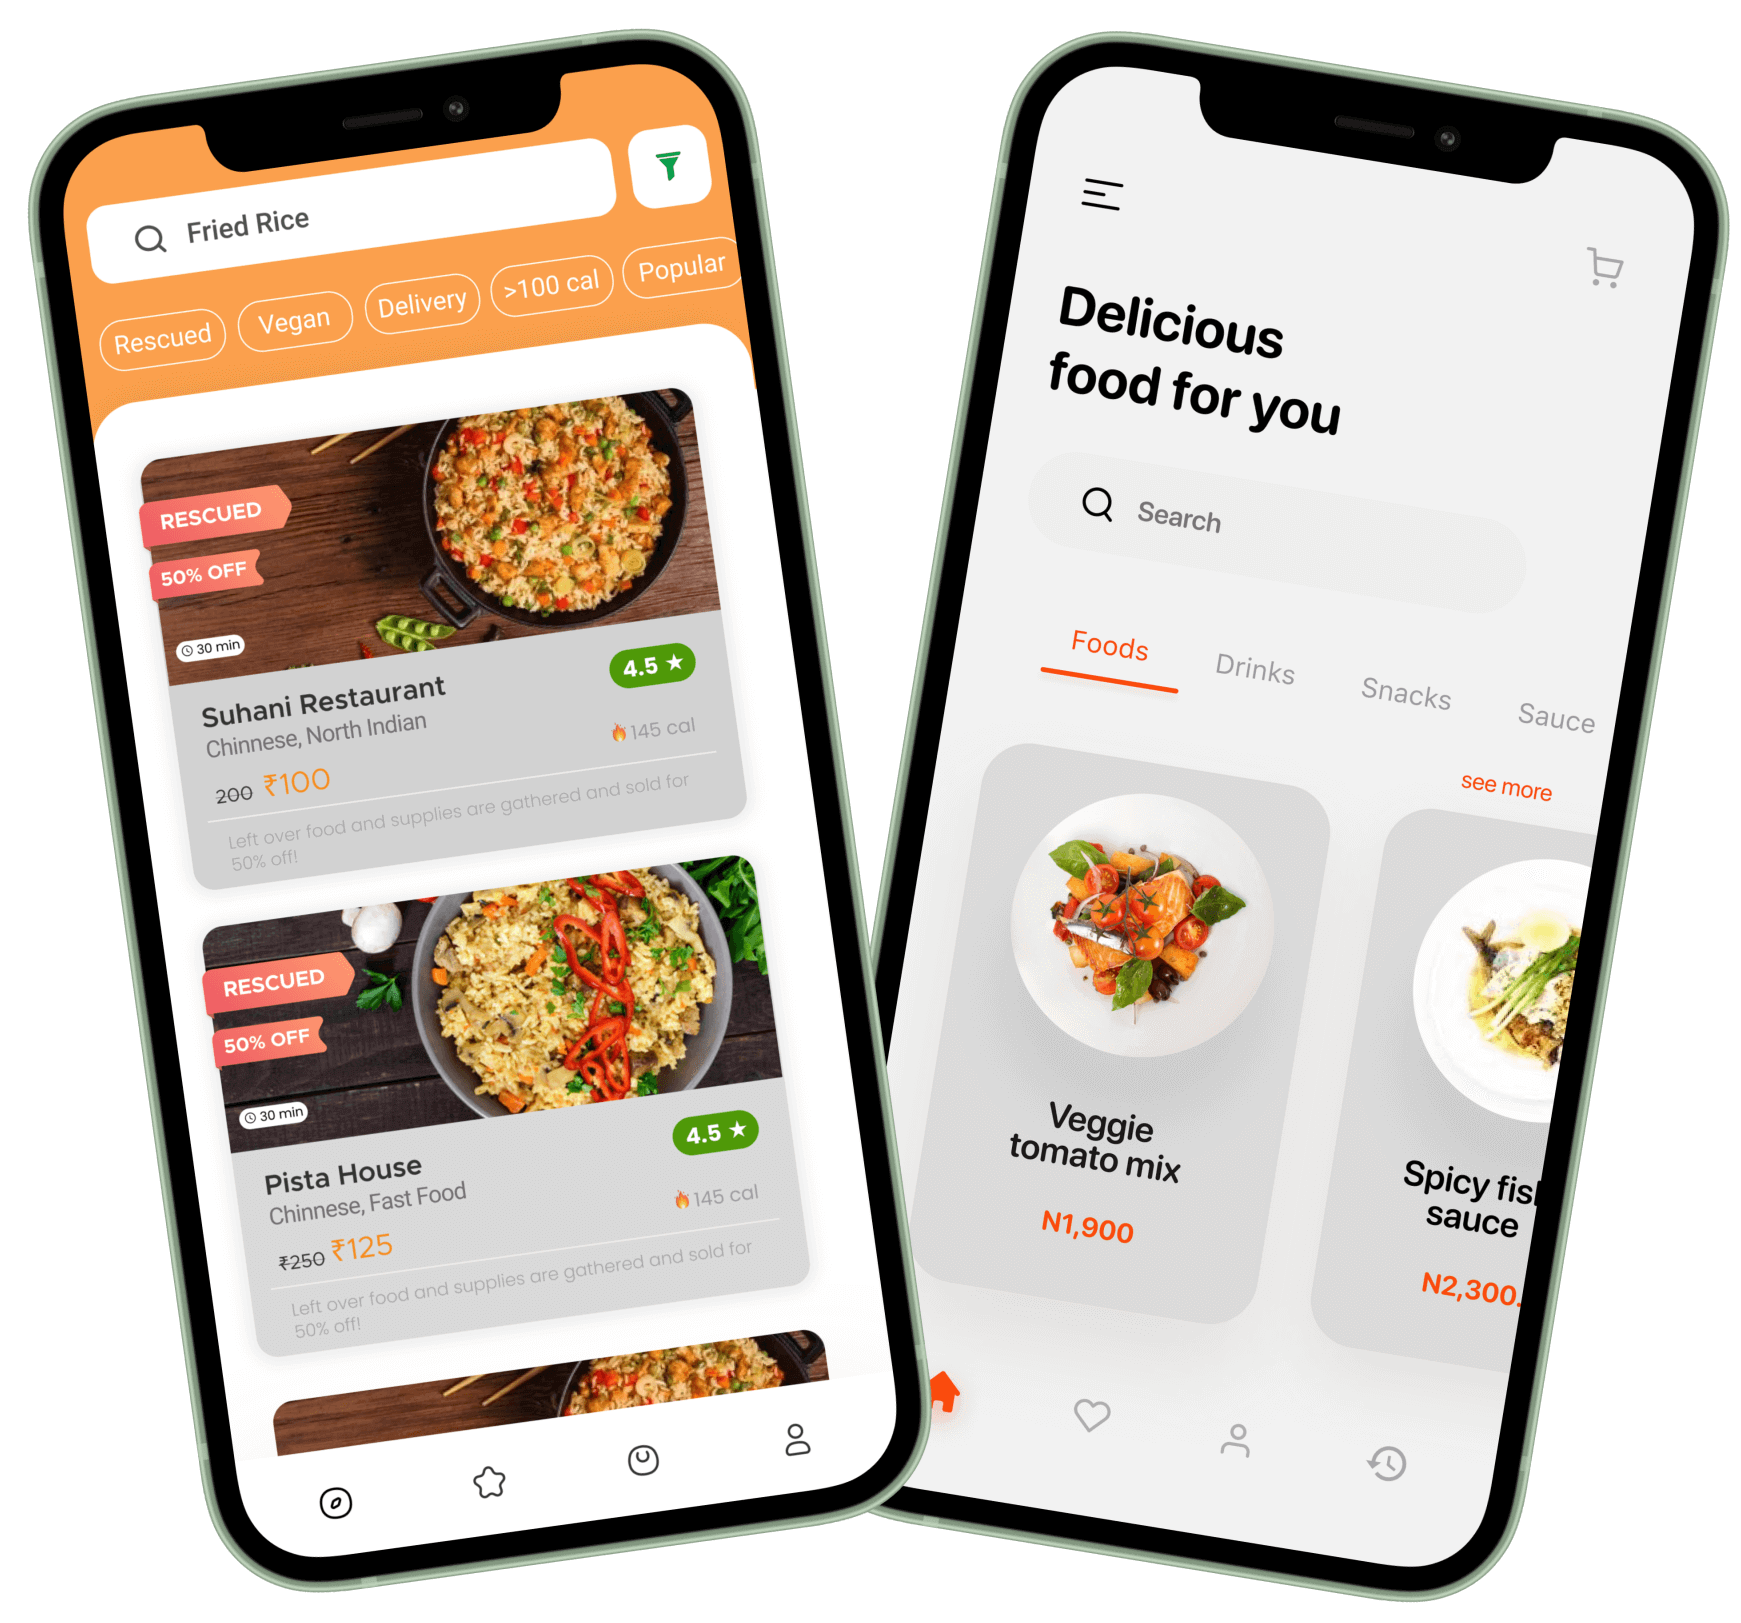 Fried Rice
Rescued
Vegan
Delivery
>100 cal
Popular
RESCUED
50% OFF
30 min
Suhani Restaurant
4.5
Chinnese, North Indian
145 cal
200 ₹100
Left over food and supplies are gathered and sold for
50% off!
RESCUED
50% OFF
30 min
Pista House
4.5
Chinnese, Fast Food
145 cal
₹250 ₹125
Left over food and supplies are gathered and sold for
50% off!
Delicious
food for you
Search
Foods
Drinks
Snacks
Sauce
see more
Veggie
tomato mix
N1,900
Spicy fish
sauce
N2,300.